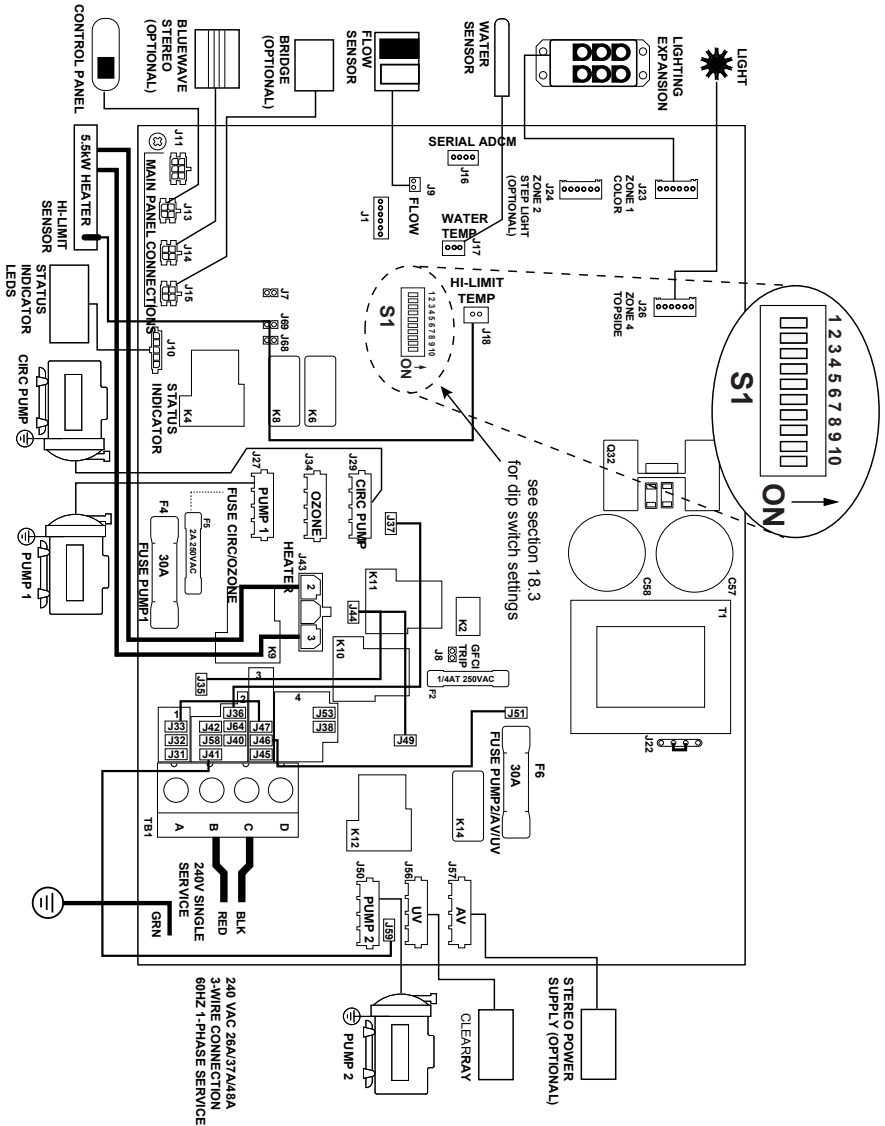 LIGHT
LIGHTING
EXPANSION
WATER
SENSOR
FLOW
SENSOR
BRIDGE
(OPTIONAL)
BLUEWAVE
STEREO
(OPTIONAL)
CONTROL PANEL
5.5kW HEATER
HI-LIMIT
SENSOR
STATUS
INDICATOR
LEDS
CIRC PUMP
PUMP 1
J11
MAIN PANEL CONNECTIONS
J13
J14
J15
J10
STATUS
INDICATOR
K4
J7
J69
J68
K8
K6
SERIAL ADCM
J16
J9
FLOW
J1
WATER
TEMP
J17
HI-LIMIT
TEMP
J18
J24
ZONE 2
STEP LIGHT
(OPTIONAL)
J23
ZONE 1
COLOR
J26
ZONE 4
TOPSIDE
1 2 3 4 5 6 7 8 9 10
S1
ON
1 2 3 4 5 6 7 8 9 10
S1
ON
see section 18.3
for dip switch settings
Q32
C58
C57
T1
J22
J27
PUMP 1
J34
OZONE
J29
CIRC PUMP
J37
F4
30A
FUSE PUMP1
F5
2A 250VAC
FUSE CIRC/OZONE
J43
HEATER
2
3
K9
K10
K11
J44
K2
J8
GFCI
TRIP
1/4AT 250VAC
F2
J35
J49
J51
F6
30A
FUSE PUMP2/AV/UV
1
2
3
4
J33
J32
J31
J42
J58
J41
J36
J64
J40
J47
J46
J45
J53
J38
TB1
A
B
C
D
K12
K14
J50
PUMP 2
J59
J56
UV
J57
AV
240V SINGLE
SERVICE
RED
BLK
GRN
240 VAC 26A/37A/48A
3-WIRE CONNECTION
60HZ 1-PHASE SERVICE
PUMP 2
CLEARRAY
STEREO POWER
SUPPLY (OPTIONAL)